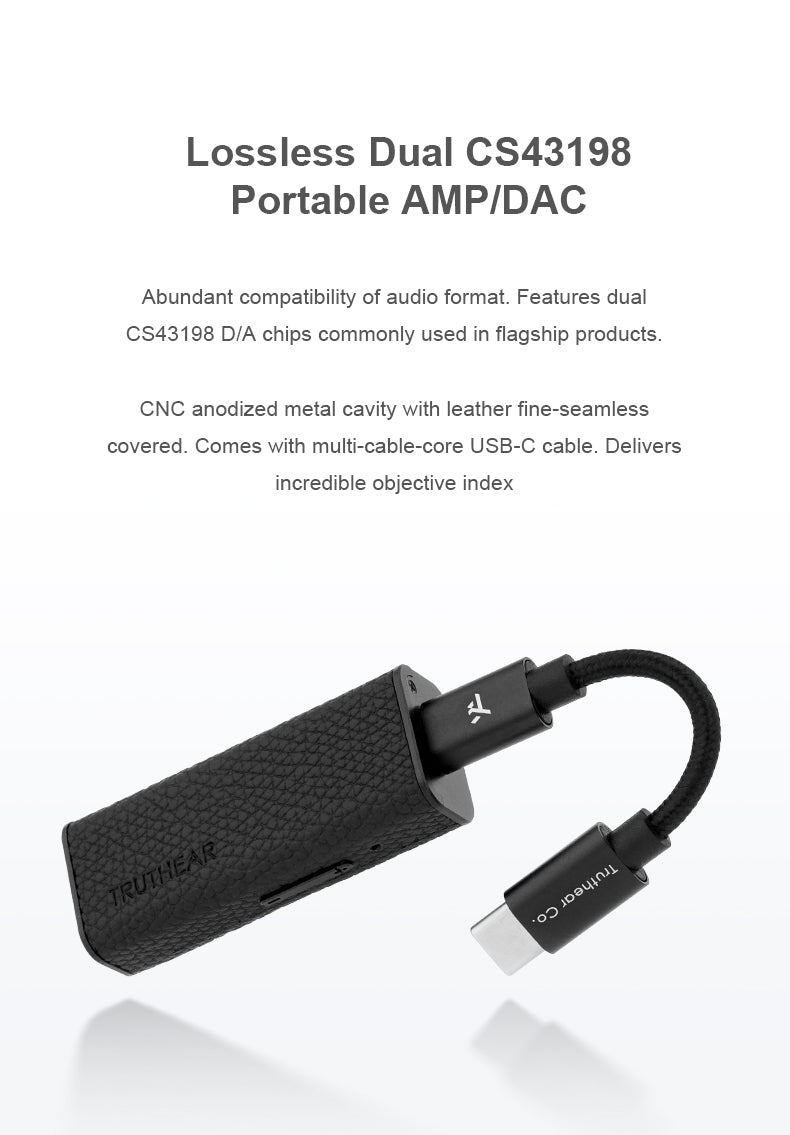 Lossless Dual CS43198
Portable AMP/DAC
Abundant compatibility of audio format. Features dual
CS43198 D/A chips commonly used in flagship products.
CNC anodized metal cavity with leather fine-seamless
covered. Comes with multi-cable-core USB-C cable. Delivers
incredible objective index
TRUTHEAR
- +
Truthear Co.